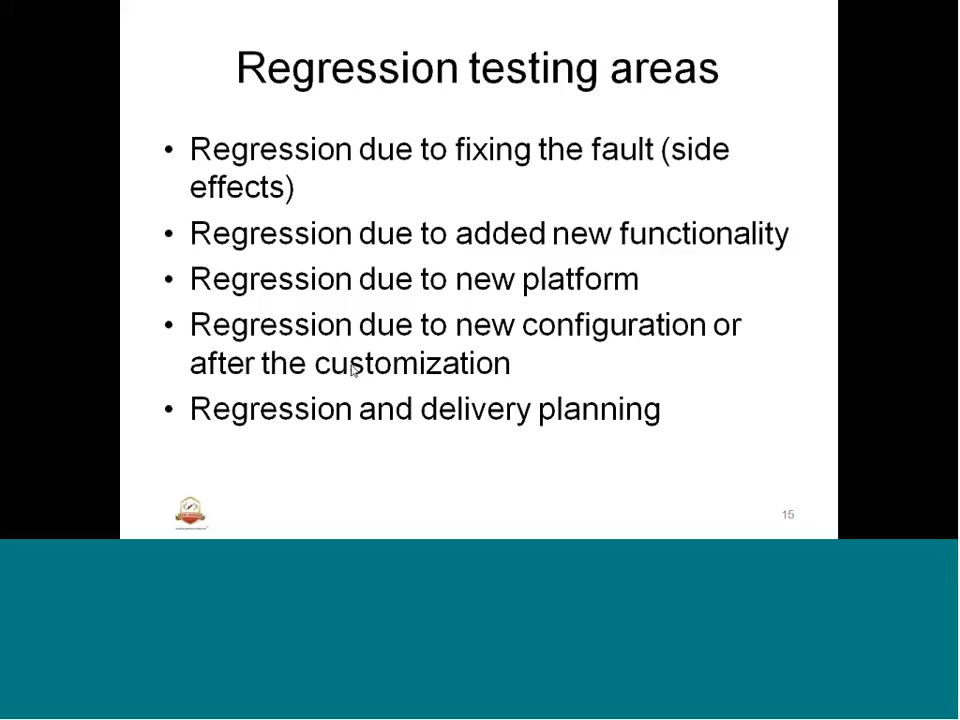 Regression testing areas
• Regression due to fixing the fault (side
effects)
• Regression due to added new functionality
• Regression due to new platform
• Regression due to new configuration or
after the customization
• Regression and delivery planning
15